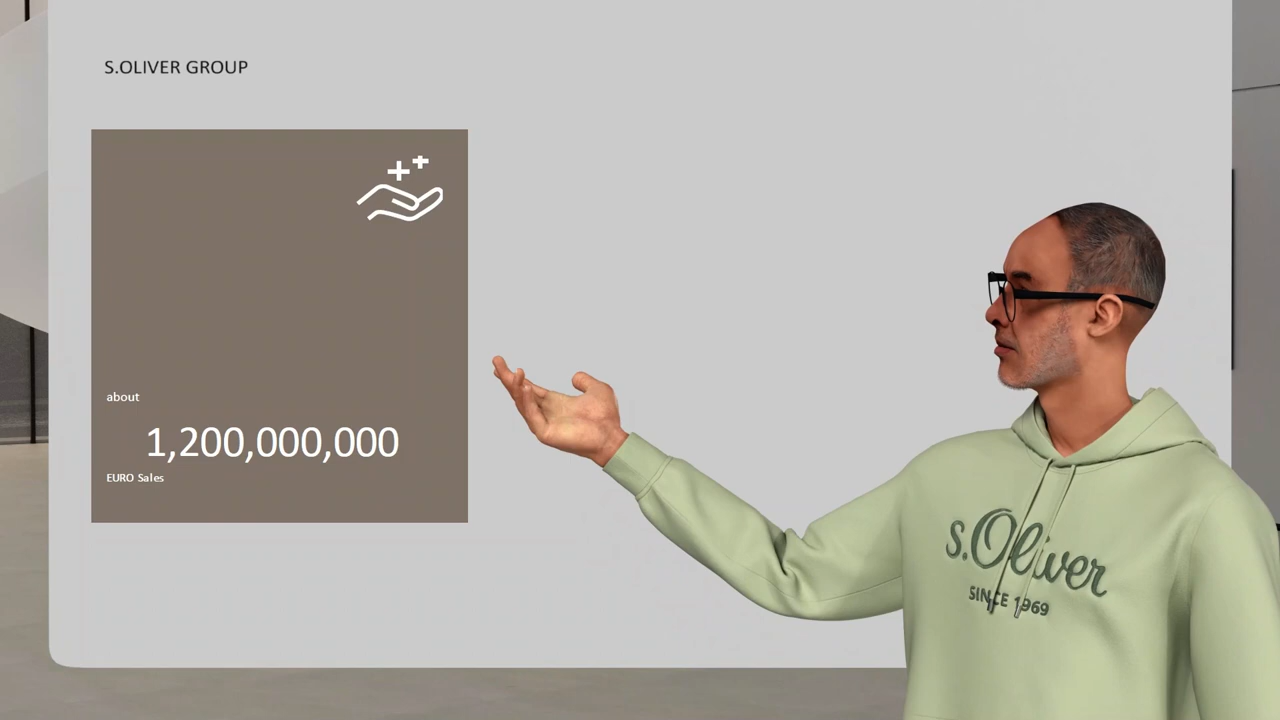 S.OLIVER GROUP
about
1,200,000,000
EURO Sales
s.Oliver
SINCE 1969